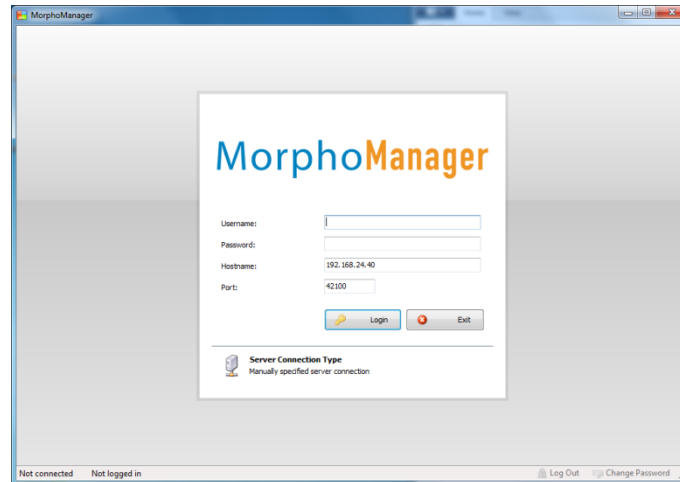 MorphoManager
MorphoManager
Username:
Password:
Hostname: 192.168.24.40
Port: 42100
Login Exit
Server Connection Type
Manually specified server connection
Not connected Not logged in Log Out Change Password